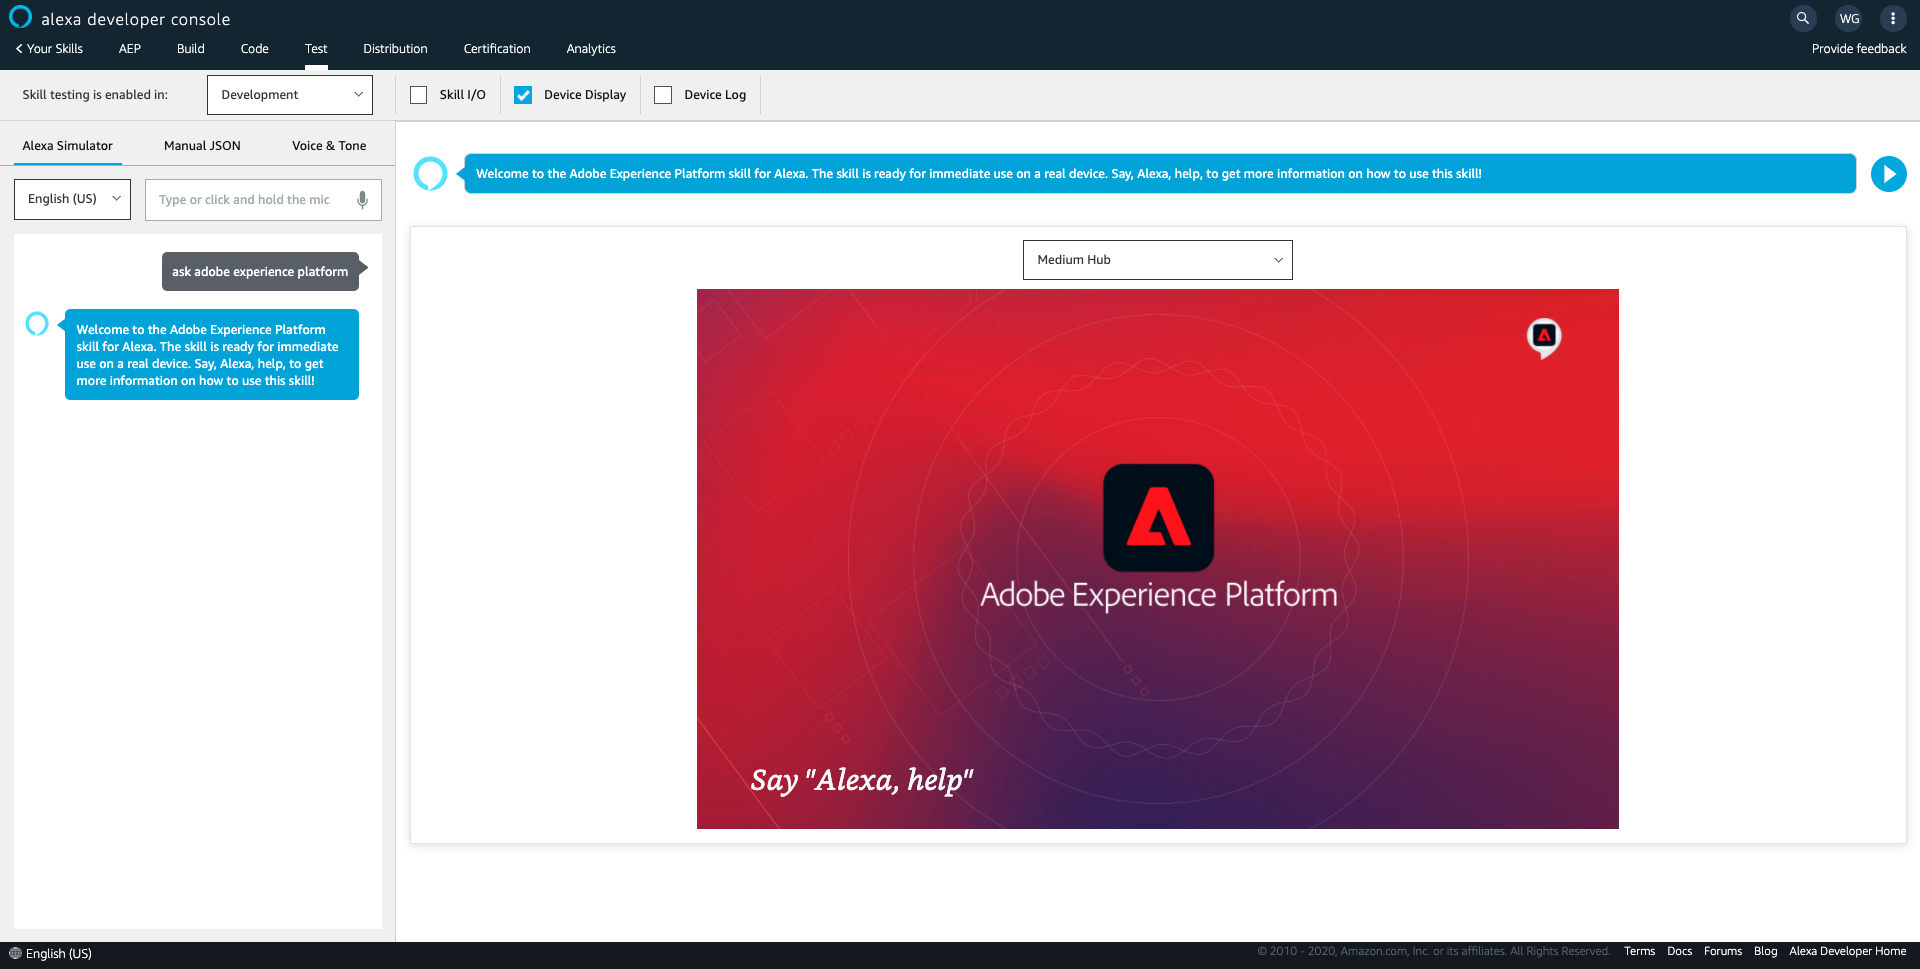 alexa developer console
WG
Your Skills AEP Build Code Test Distribution Certification Analytics Provide feedback
Skill testing is enabled in: Development Skill I/O Device Display Device Log
Alexa Simulator Manual JSON Voice & Tone
English (US) Type or click and hold the mic
ask adobe experience platform
Welcome to the Adobe Experience Platform
skill for Alexa. The skill is ready for immediate
use on a real device. Say, Alexa, help, to get
more information on how to use this skill!
Welcome to the Adobe Experience Platform skill for Alexa. The skill is ready for immediate use on a real device. Say, Alexa, help, to get more information on how to use this skill!
Medium Hub
Adobe Experience Platform
Say "Alexa, help"
English (US)
© 2010 - 2020, Amazon.com, Inc. or its affiliates. All Rights Reserved. Terms Docs Forums Blog Alexa Developer Home